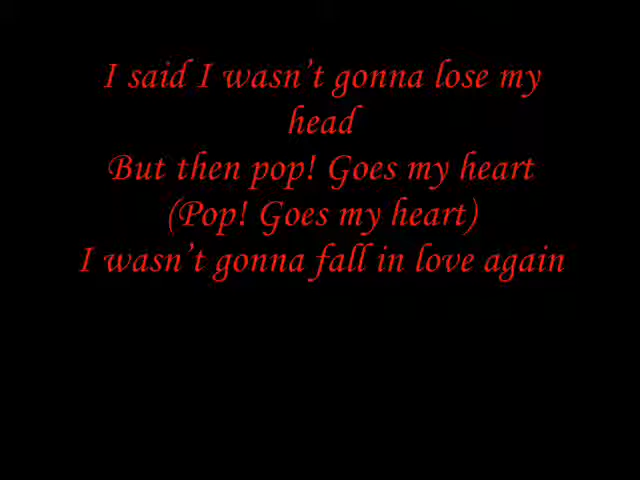 I said I wasn’t gonna lose my
head
But then pop! Goes my heart
(Pop! Goes my heart)
I wasn’t gonna fall in love again